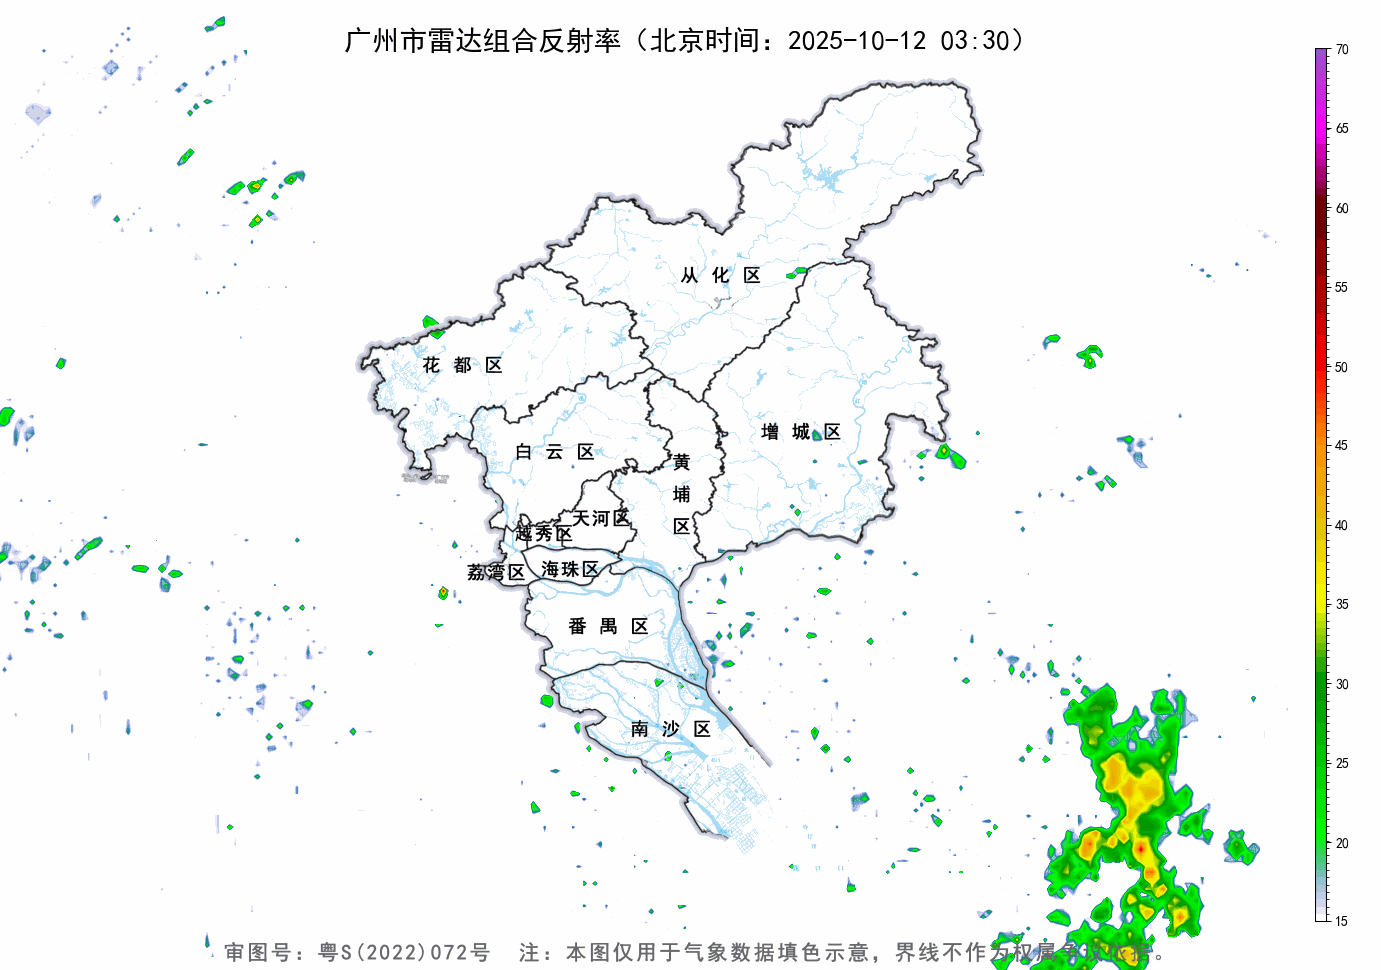 广州市雷达组合反射率（北京时间：2025-10-12 03:30）
70
65
60
55
50
45
40
35
30
25
20
15
从化区
花都区
增城区
白云区
黄埔区
天河区
越秀区
荔湾区
海珠区
番禺区
南沙区
审图号：粤S(2022)072号 注：本图仅用于气象数据填色示意，界线不作为权属争议依据。